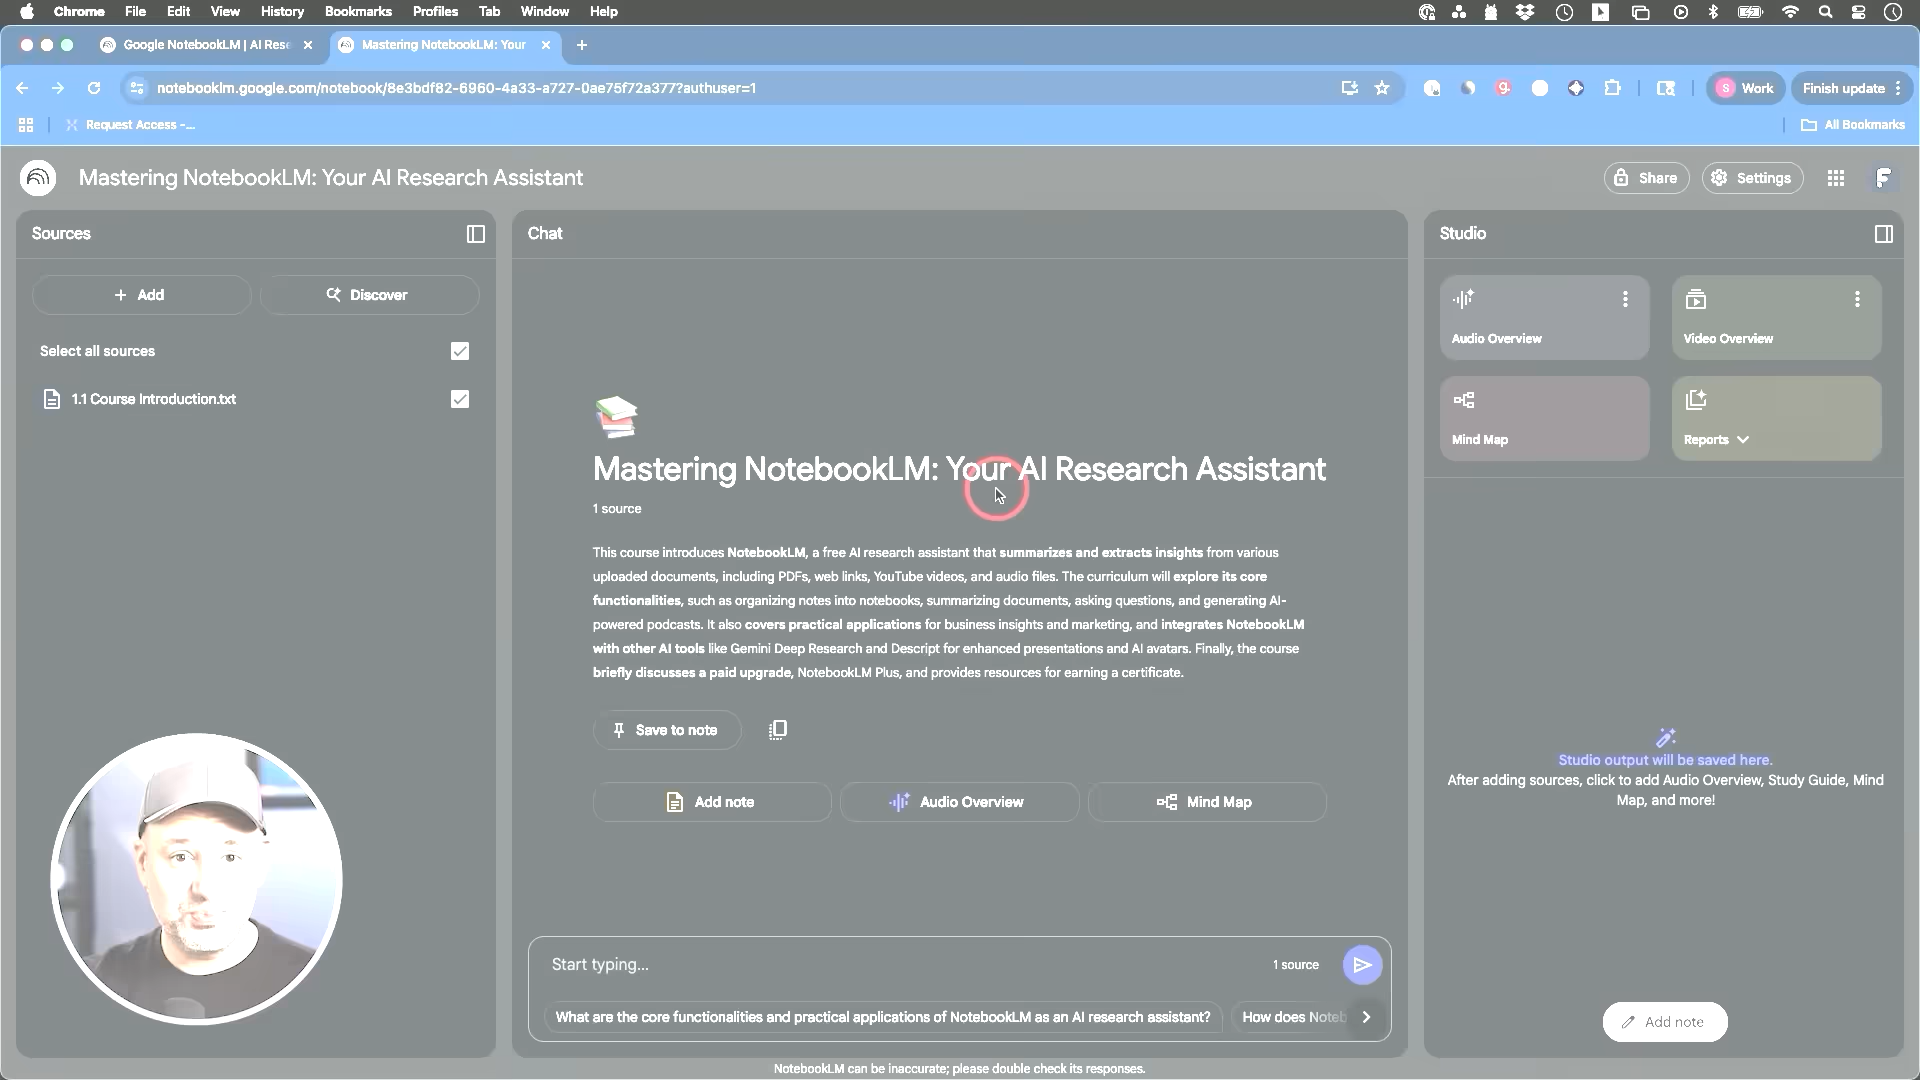 Chrome File Edit View History Bookmarks Profiles Tab Window Help
Google NotebookLM | AI Rese
Mastering NotebookLM: Your
notebooklm.google.com/notebook/8e3bdf82-6960-4a33-a727-0ae75f72a377?authuser=1
S Work
Finish update
Request Access -...
All Bookmarks
Mastering NotebookLM: Your AI Research Assistant
Share
Settings
Sources
Chat
Studio
+ Add
Discover
Select all sources
1.1 Course Introduction.txt
Mastering NotebookLM: Your AI Research Assistant
1 source
This course introduces NotebookLM, a free AI research assistant that summarizes and extracts insights from various
uploaded documents, including PDFs, web links, YouTube videos, and audio files. The curriculum will explore its core
functionalities, such as organizing notes into notebooks, summarizing documents, asking questions, and generating AI-
powered podcasts. It also covers practical applications for business insights and marketing, and integrates NotebookLM
with other AI tools like Gemini Deep Research and Descript for enhanced presentations and AI avatars. Finally, the course
briefly discusses a paid upgrade, NotebookLM Plus, and provides resources for earning a certificate.
Save to note
Add note
Audio Overview
Mind Map
Start typing...
1 source
What are the core functionalities and practical applications of NotebookLM as an AI research assistant?
How does Noteb
Audio Overview
Video Overview
Mind Map
Reports
Studio output will be saved here.
After adding sources, click to add Audio Overview, Study Guide, Mind
Map, and more!
Add note
NotebookLM can be inaccurate; please double check its responses.